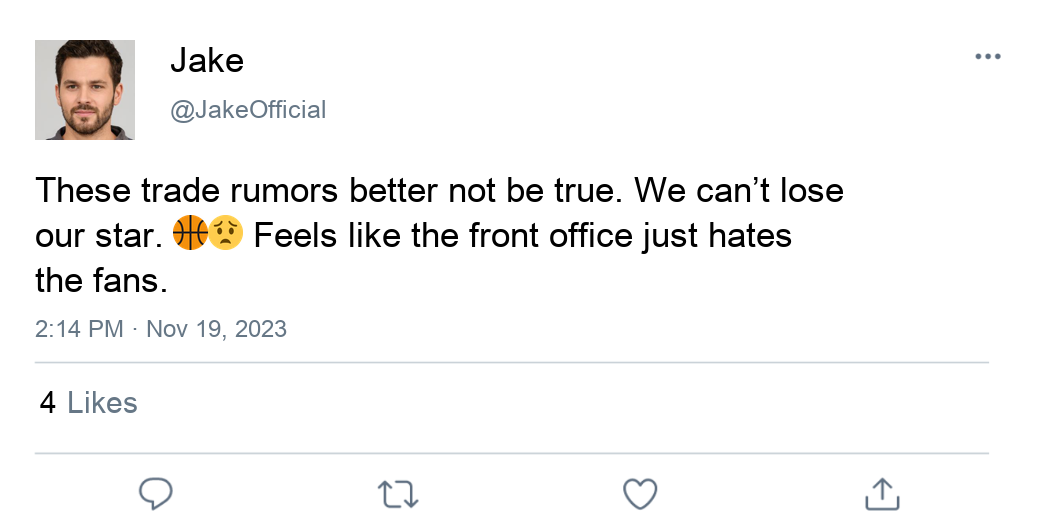 Jake
@JakeOfficial
These trade rumors better not be true. We can’t lose
our star. 🏀😟 Feels like the front office just hates
the fans.
2:14 PM · Nov 19, 2023
4 Likes